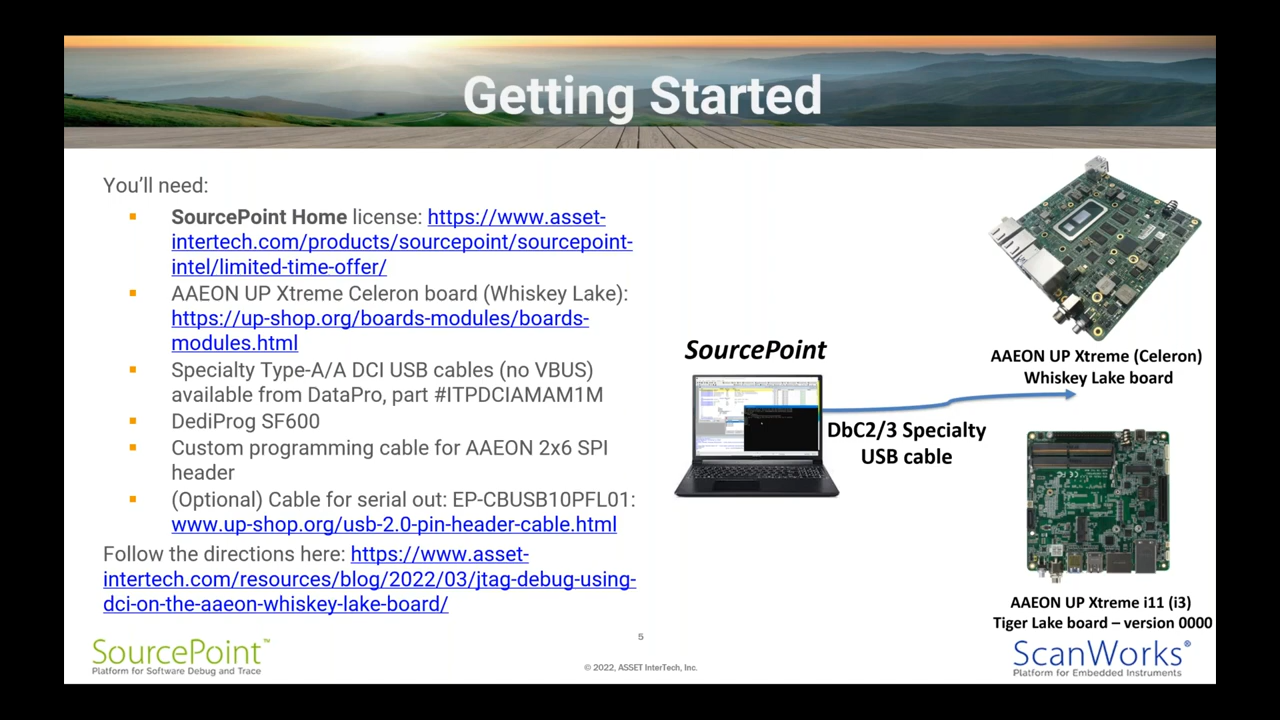 Getting Started
You'll need:
▪ SourcePoint Home license: https://www.asset-
intertech.com/products/sourcepoint/sourcepoint-
intel/limited-time-offer/
▪ AAEON UP Xtreme Celeron board (Whiskey Lake):
https://up-shop.org/boards-modules/boards-
modules.html
▪ Specialty Type-A/A DCI USB cables (no VBUS)
available from DataPro, part #ITPDCIAMAM1M
▪ DediProg SF600
▪ Custom programming cable for AAEON 2x6 SPI
header
▪ (Optional) Cable for serial out: EP-CBUSB10PFL01:
www.up-shop.org/usb-2.0-pin-header-cable.html
Follow the directions here: https://www.asset-
intertech.com/resources/blog/2022/03/jtag-debug-using-
dci-on-the-aaeon-whiskey-lake-board/
SourcePoint
DbC2/3 Specialty
USB cable
AAEON UP Xtreme (Celeron)
Whiskey Lake board
AAEON UP Xtreme i11 (i3)
Tiger Lake board – version 0000
SourcePoint™
Platform for Software Debug and Trace
5
© 2022, ASSET InterTech, Inc.
ScanWorks®
Platform for Embedded Instruments